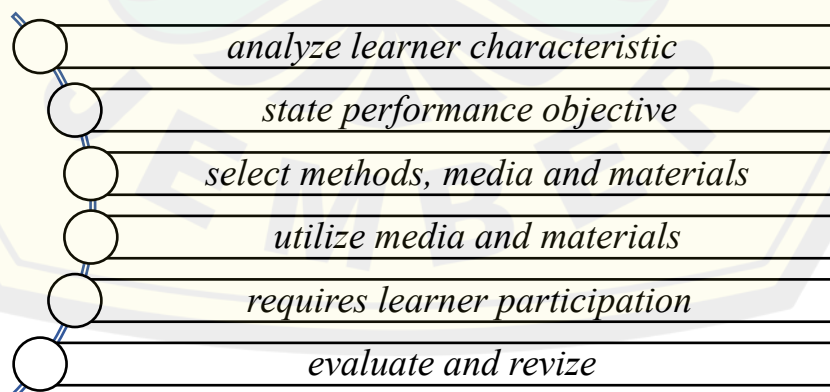 analyze learner characteristic
state performance objective
select methods, media and materials
utilize media and materials
requires learner participation
evaluate and revize
JEMBER